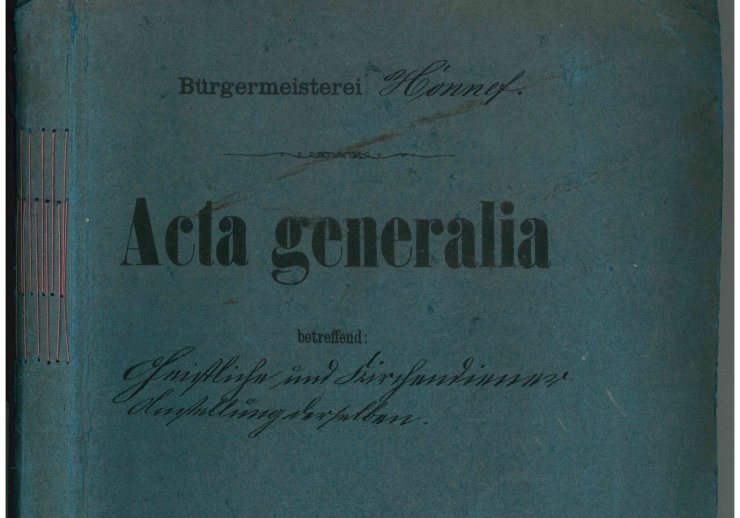 Bürgermeisterei Honnef.
Acta generalia
betreffend:
Geistliche und Kirchendiener
Anstellung derselben.